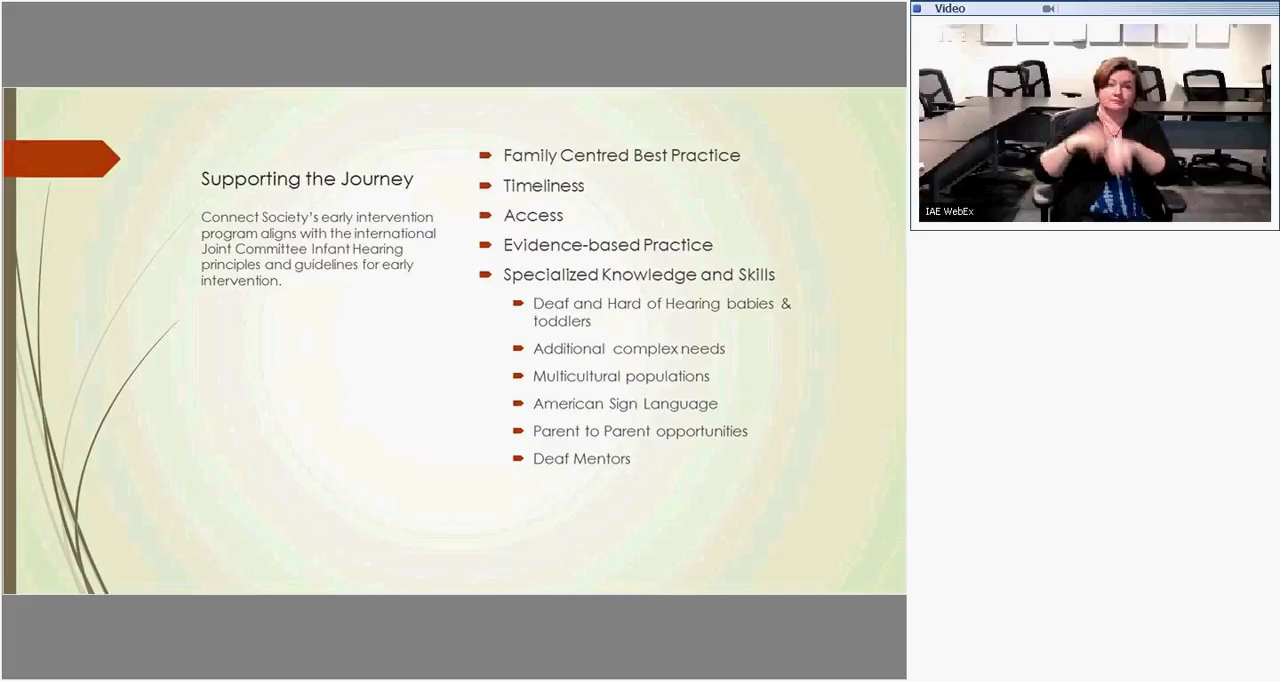 Supporting the Journey
Connect Society's early intervention
program aligns with the international
Joint Committee Infant Hearing
principles and guidelines for early
intervention.
Family Centred Best Practice
Timeliness
Access
Evidence-based Practice
Specialized Knowledge and Skills
Deaf and Hard of Hearing babies &
toddlers
Additional complex needs
Multicultural populations
American Sign Language
Parent to Parent opportunities
Deaf Mentors
Video
IAE WebEx